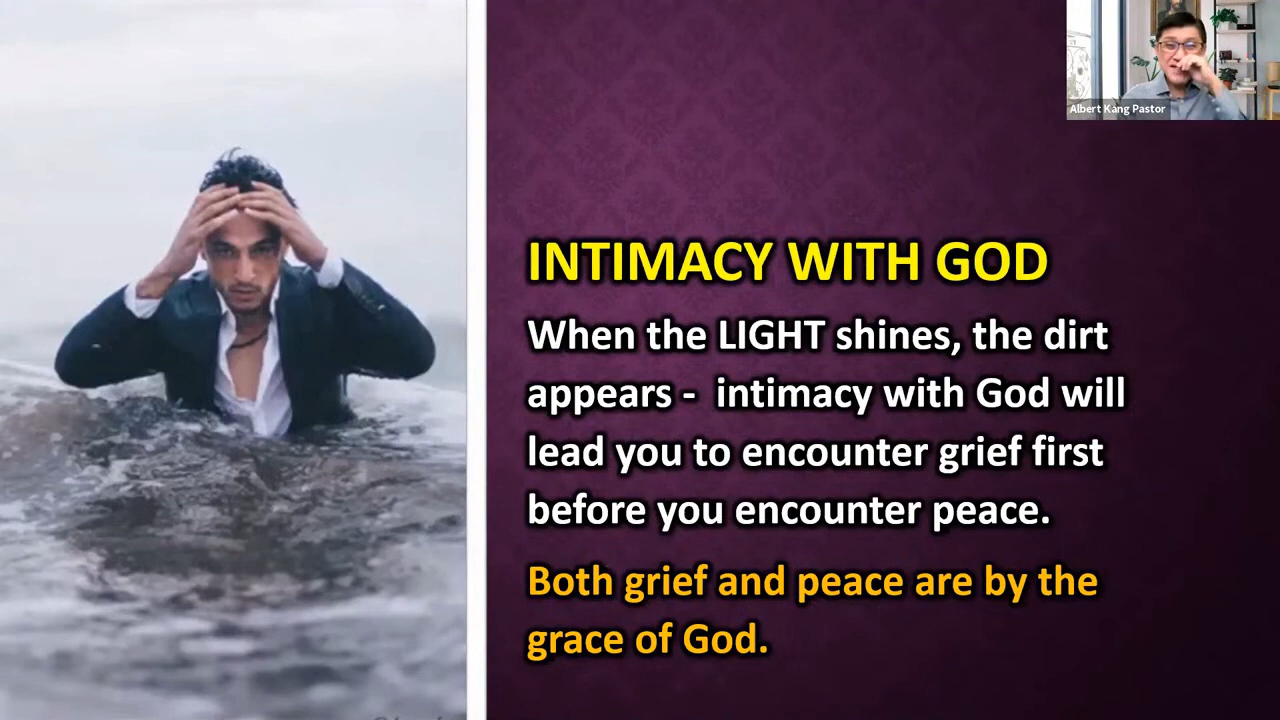 Albert Kang Pastor
INTIMACY WITH GOD
When the LIGHT shines, the dirt
appears -  intimacy with God will
lead you to encounter grief first
before you encounter peace.
Both grief and peace are by the
grace of God.